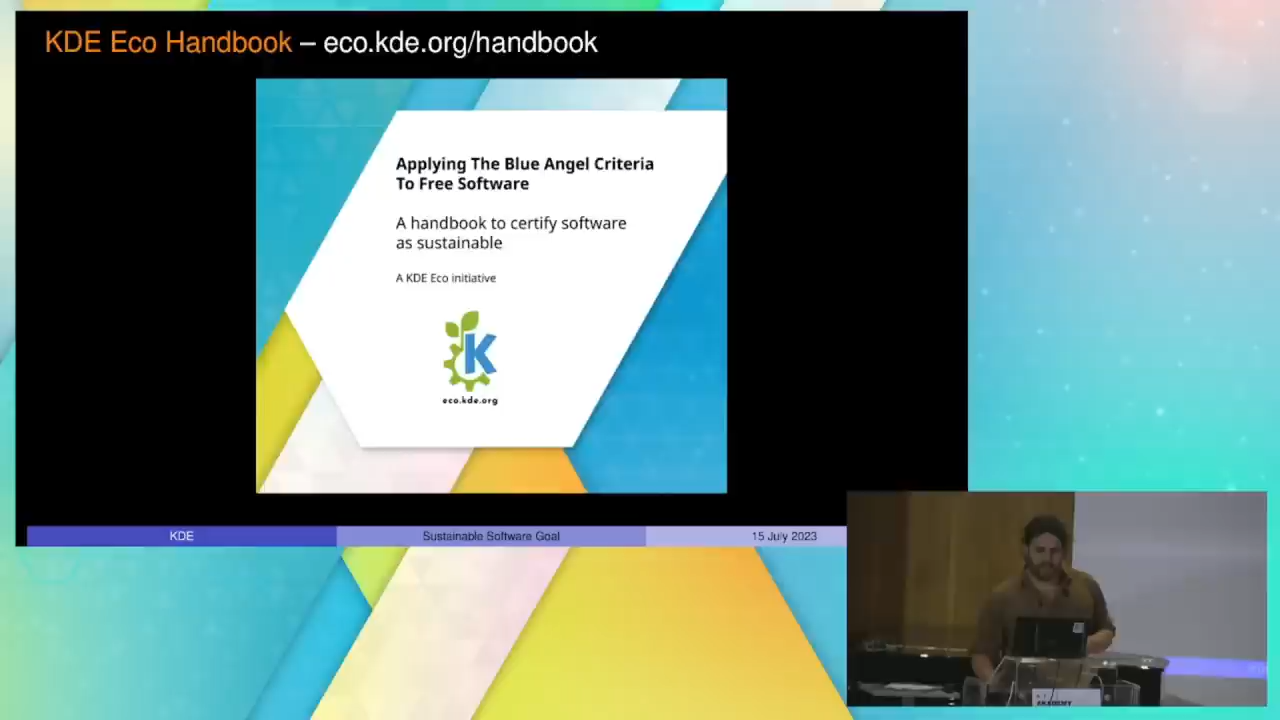 KDE Eco Handbook – eco.kde.org/handbook
Applying The Blue Angel Criteria
To Free Software
A handbook to certify software
as sustainable
A KDE Eco initiative
K
eco.kde.org
KDE
Sustainable Software Goal
15 July 2023